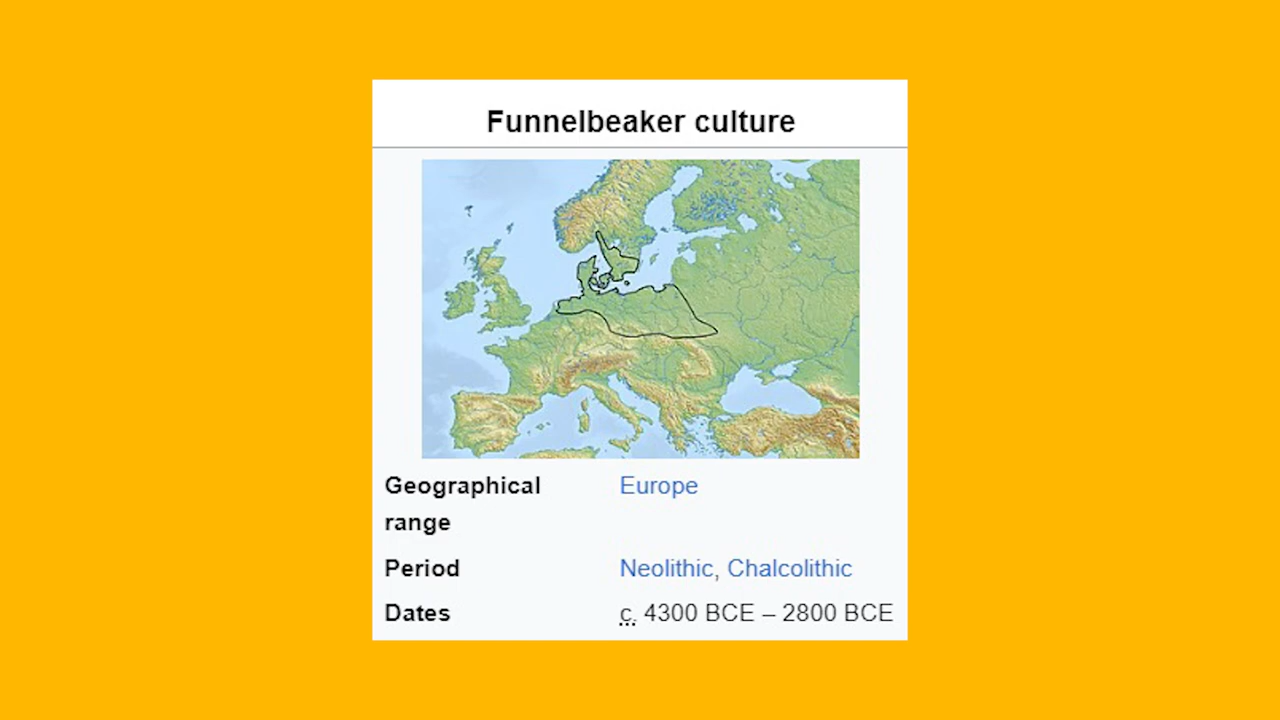 Funnelbeaker culture
Geographical range
Europe
Period
Neolithic, Chalcolithic
Dates
c. 4300 BCE – 2800 BCE